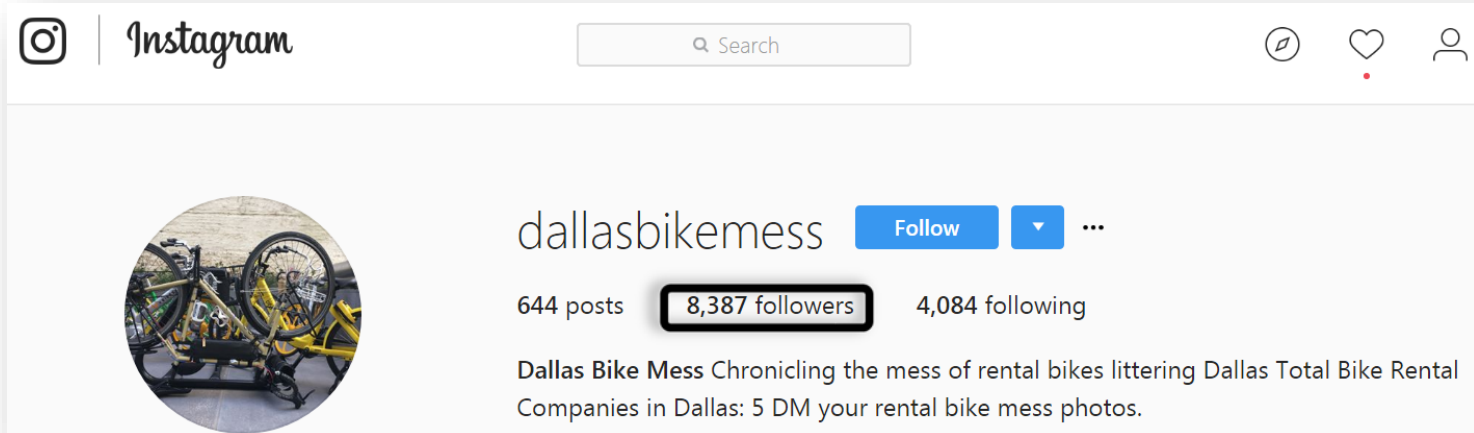 Instagram
Search
dallasbikemess Follow
644 posts 8,387 followers 4,084 following
Dallas Bike Mess Chronicling the mess of rental bikes littering Dallas Total Bike Rental
Companies in Dallas: 5 DM your rental bike mess photos.